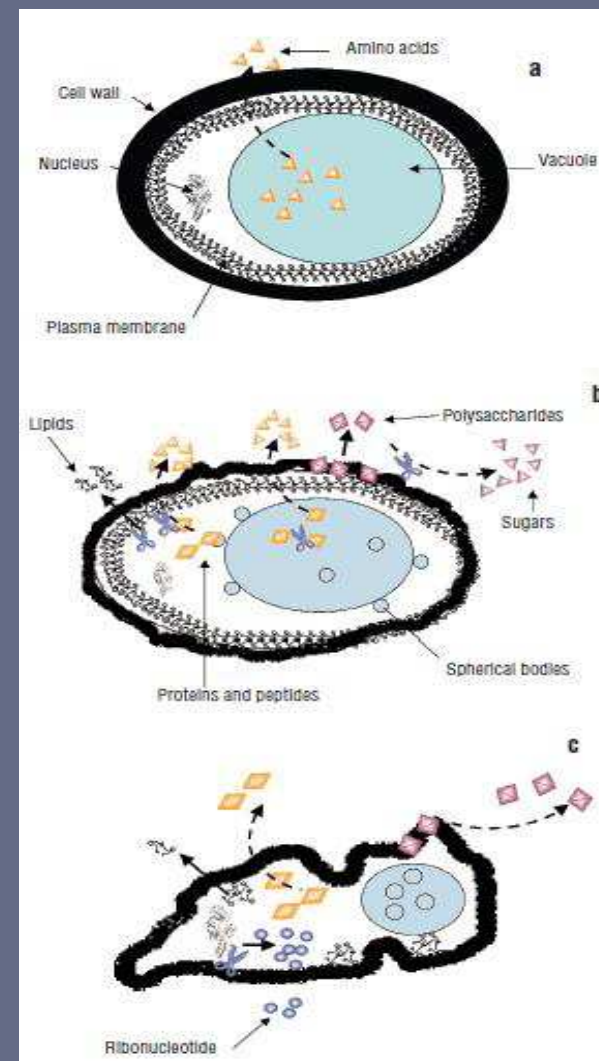 Amino acids
a
Cell wall
Nucleus
Vacuole
Plasma membrane
b
Lipids
Polysaccharides
Sugars
Spherical bodies
Proteins and peptides
c
Ribonucleotide